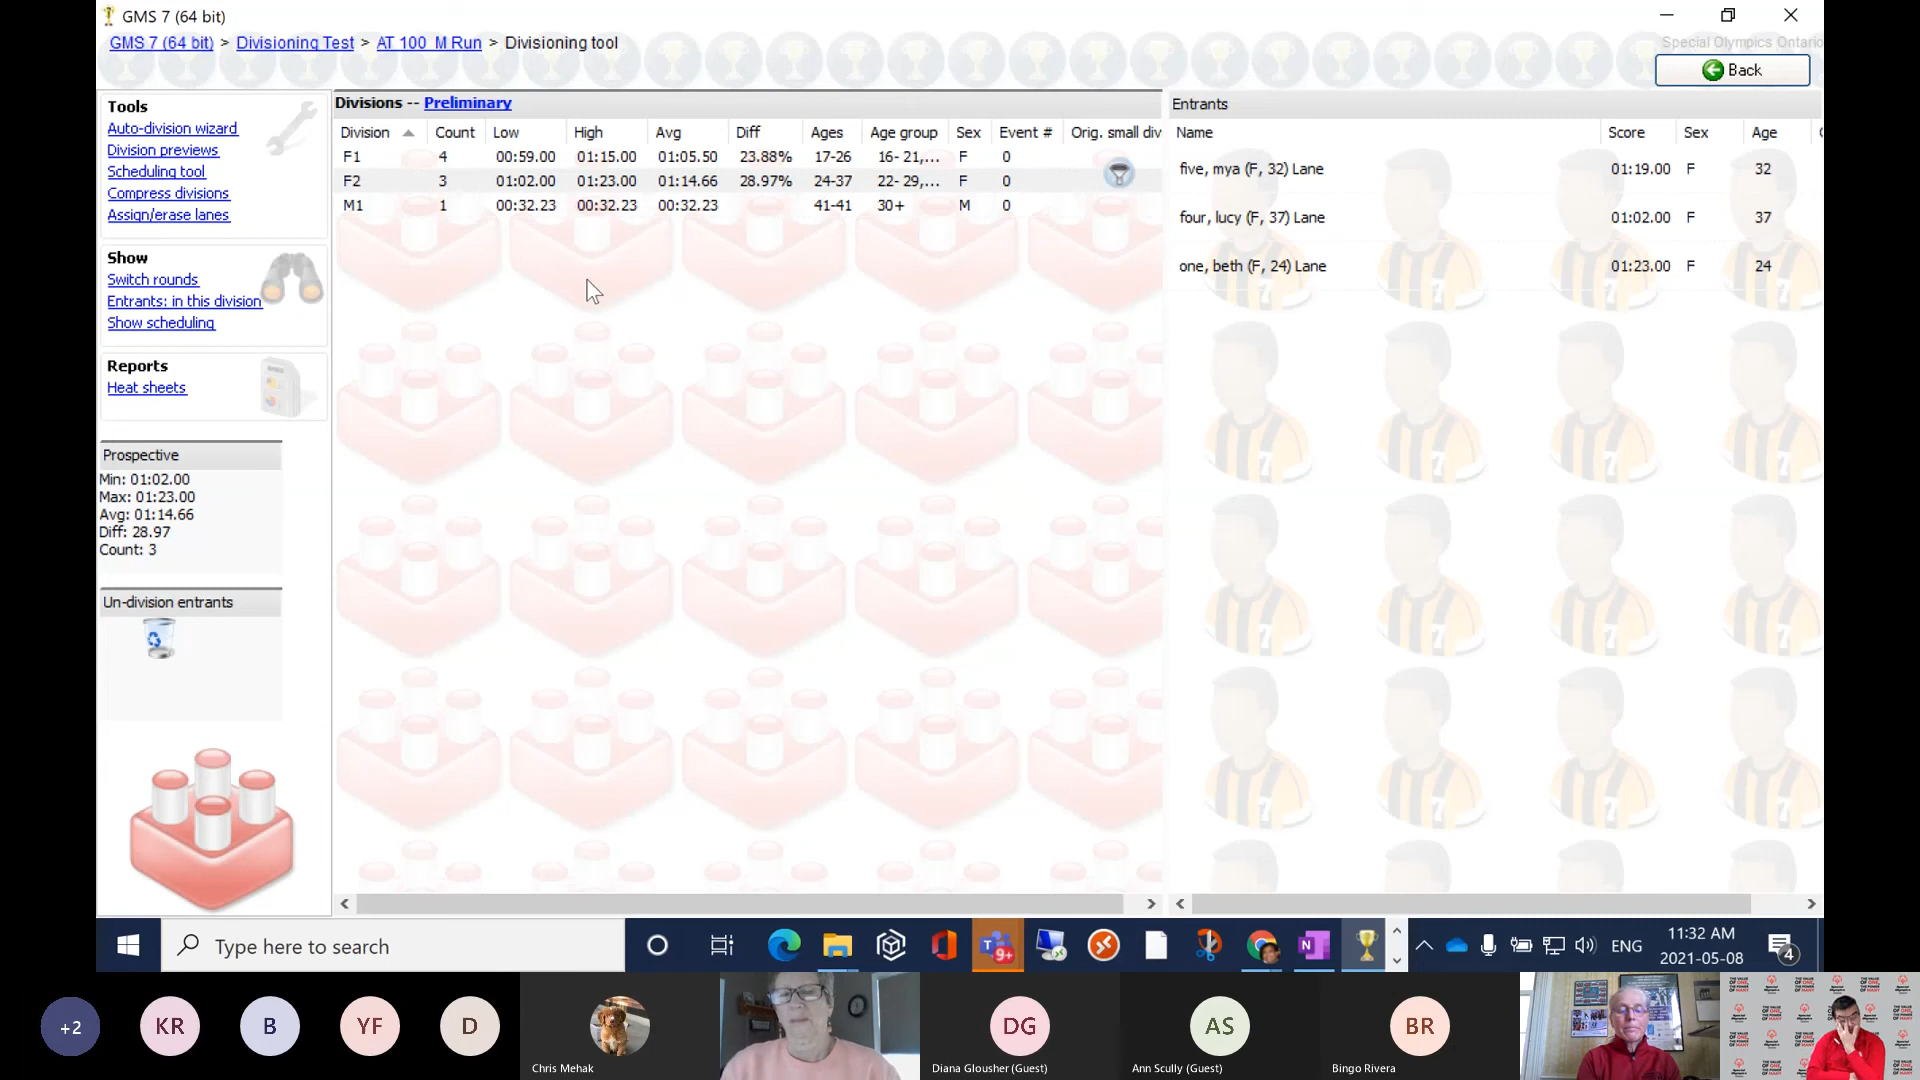 GMS 7 (64 bit)
GMS 7 (64 bit) > Divisioning Test > AT 100 M Run > Divisioning tool
Special Olympics Ontario
Back
Tools
Auto-division wizard
Division previews
Scheduling tool
Compress divisions
Assign/erase lanes
Show
Switch rounds
Entrants: in this division
Show scheduling
Reports
Heat sheets
Prospective
Min: 01:02.00
Max: 01:23.00
Avg: 01:14.66
Diff: 28.97
Count: 3
Un-division entrants
Divisions -- Preliminary
Division Count Low High Avg Diff Ages Age group Sex Event # Orig. small div
F1 4 00:59.00 01:15.00 01:05.50 23.88% 17-26 16- 21,... F 0
F2 3 01:02.00 01:23.00 01:14.66 28.97% 24-37 22- 29,... F 0
M1 1 00:32.23 00:32.23 00:32.23 41-41 30+ M 0
Entrants
Name Score Sex Age
five, mya (F, 32) Lane 01:19.00 F 32
four, lucy (F, 37) Lane 01:02.00 F 37
one, beth (F, 24) Lane 01:23.00 F 24
Type here to search
9+
ENG
11:32 AM
2021-05-08
4
+2
KR
B
YF
D
Chris Mehak
DG
Diana Glousher (Guest)
AS
Ann Scully (Guest)
BR
Bingo Rivera